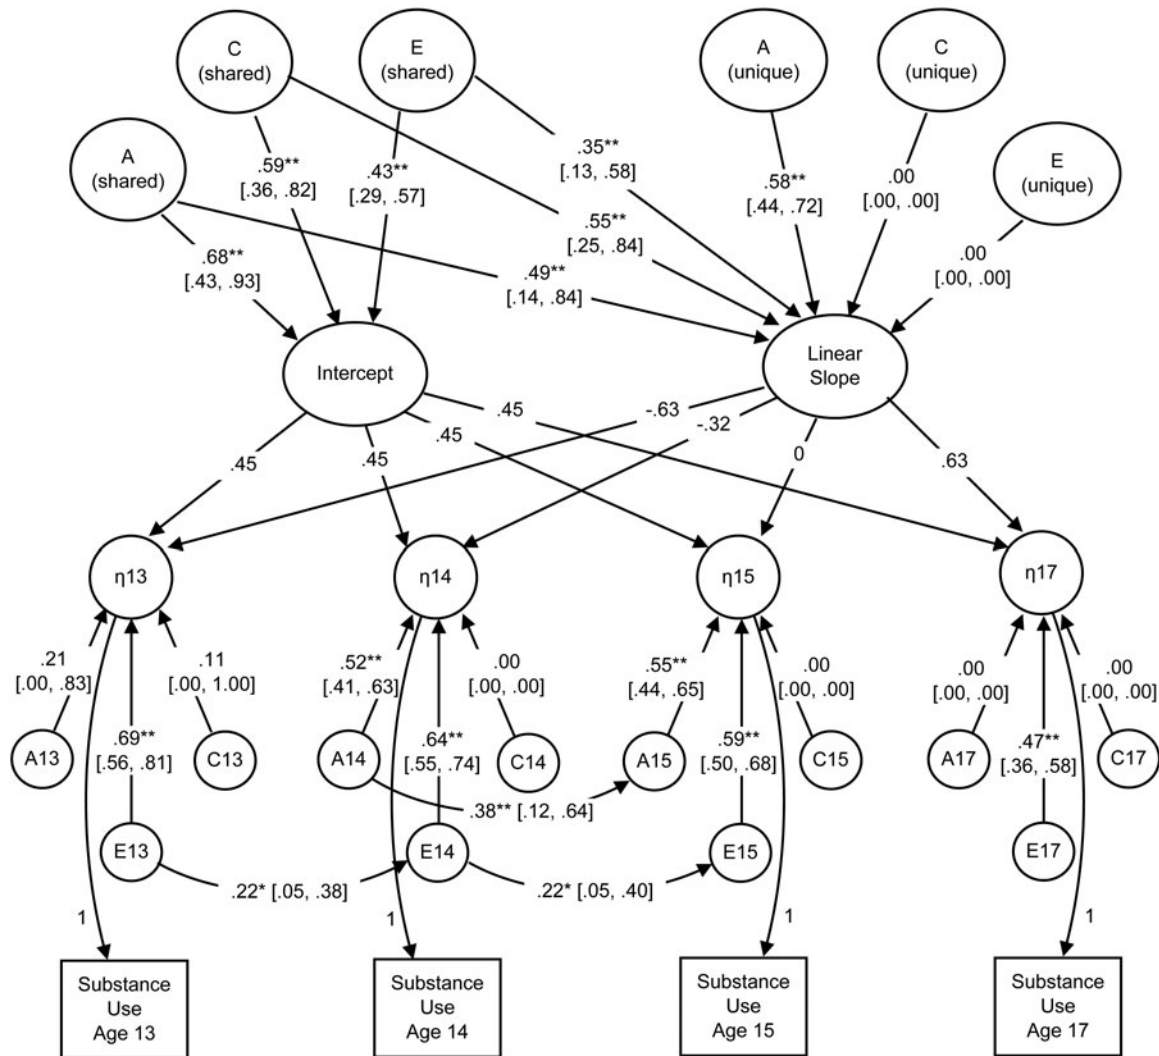 C
(shared)
E
(shared)
A
(unique)
C
(unique)
A
(shared)
E
(unique)
.59**
[.36, .82]
.43**
[.29, .57]
.35**
[.13, .58]
.58**
[.44, .72]
.00
[.00, .00]
.55**
[.25, .84]
.68**
[.43, .93]
.49**
[.14, .84]
.00
[.00, .00]
Intercept
Linear
Slope
.45
.45
.45
.45
-.63
-.32
0
.63
η13
η14
η15
η17
.21
[.00, .83]
.11
[.00, 1.00]
.52**
[.41, .63]
.00
[.00, .00]
.55**
[.44, .65]
.00
[.00, .00]
.00
[.00, .00]
.00
[.00, .00]
.69**
[.56, .81]
.64**
[.55, .74]
.59**
[.50, .68]
.47**
[.36, .58]
A13
C13
A14
C14
A15
C15
A17
C17
.38** [.12, .64]
E13
E14
E15
E17
.22* [.05, .38]
.22* [.05, .40]
1
1
1
1
Substance
Use
Age 13
Substance
Use
Age 14
Substance
Use
Age 15
Substance
Use
Age 17